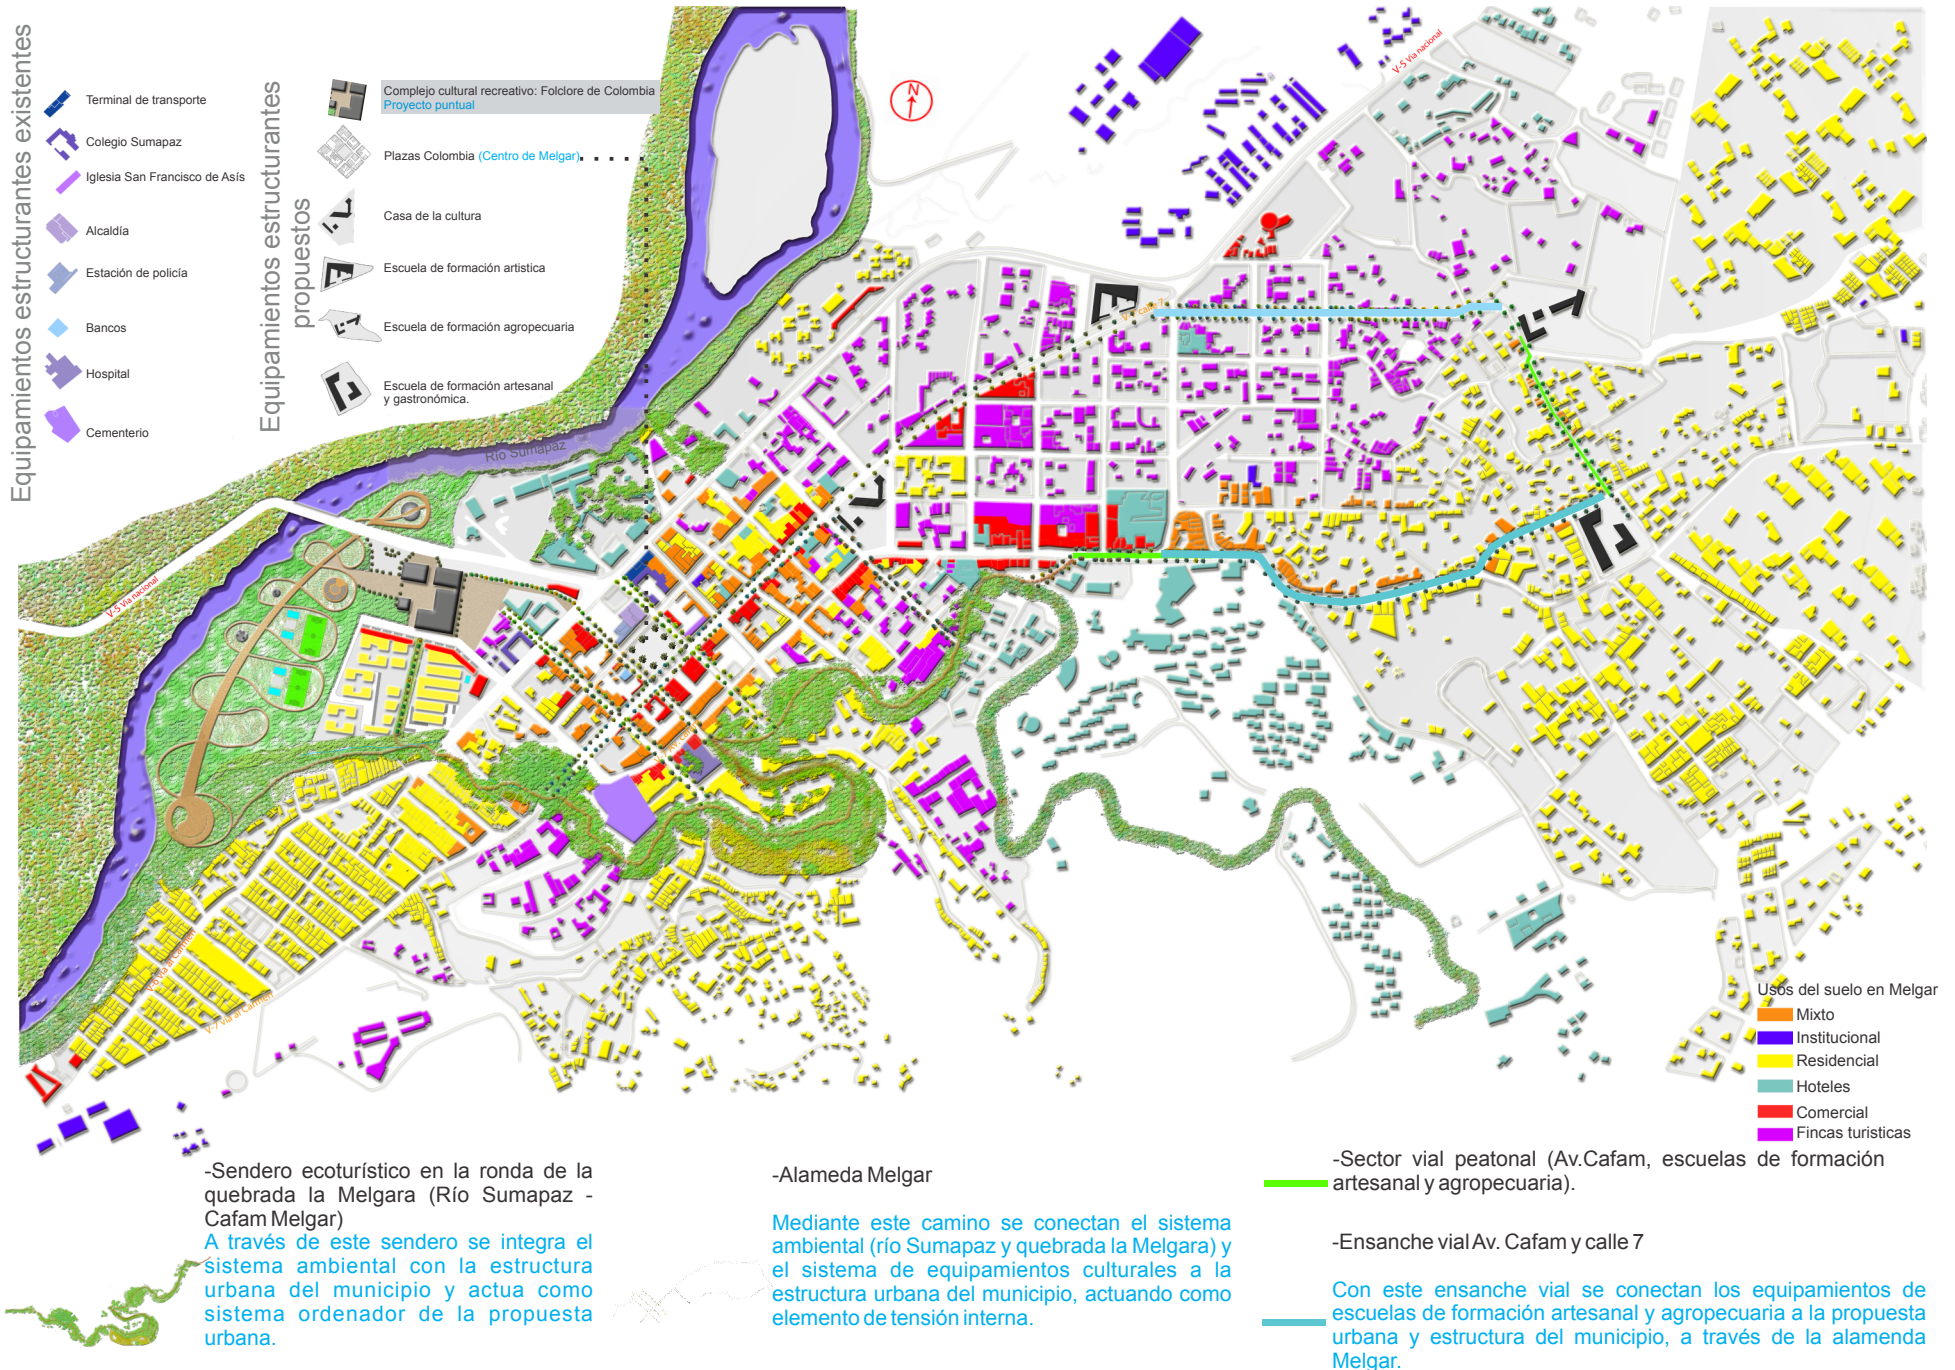 Equipamientos estructurantes existentes
Terminal de transporte
Colegio Sumapaz
Iglesia San Francisco de Asís
Alcaldía
Estación de policía
Bancos
Hospital
Cementerio
Equipamientos estructurantes
propuestos
Complejo cultural recreativo: Folclore de Colombia
Proyecto puntual
Plazas Colombia (Centro de Melgar)
Casa de la cultura
Escuela de formación artistica
Escuela de formación agropecuaria
Escuela de formación artesanal
y gastronómica.
N
V-5 Vía nacional
Río Sumapaz
V-5 Vía nacional
V-6 vía al Carmen
V-7 vía al Carmen
Usos del suelo en Melgar
Mixto
Institucional
Residencial
Hoteles
Comercial
Fincas turisticas
-Sendero ecoturístico en la ronda de la
quebrada la Melgara (Río Sumapaz -
Cafam Melgar)
A través de este sendero se integra el
sistema ambiental con la estructura
urbana del municipio y actua como
sistema ordenador de la propuesta
urbana.
-Alameda Melgar
Mediante este camino se conectan el sistema
ambiental (río Sumapaz y quebrada la Melgara) y
el sistema de equipamientos culturales a la
estructura urbana del municipio, actuando como
elemento de tensión interna.
-Sector vial peatonal (Av.Cafam, escuelas de formación
artesanal y agropecuaria).
-Ensanche vial Av. Cafam y calle 7
Con este ensanche vial se conectan los equipamientos de
escuelas de formación artesanal y agropecuaria a la propuesta
urbana y estructura del municipio, a través de la alamenda
Melgar.